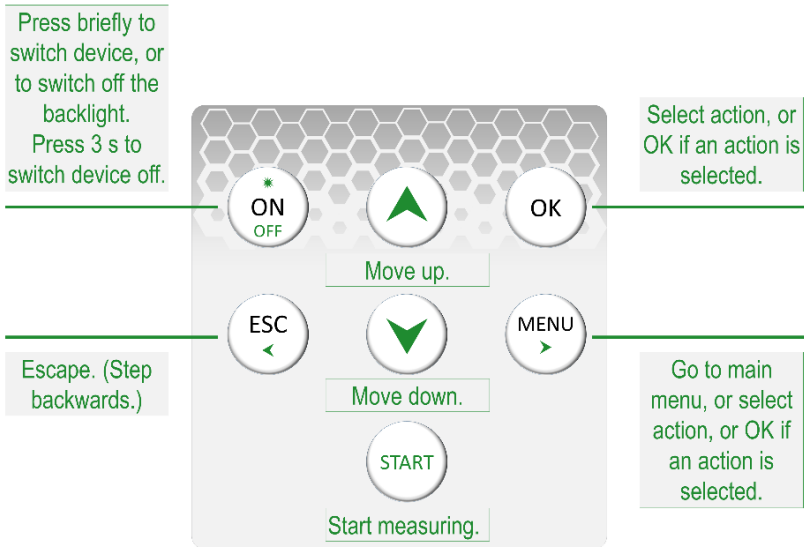 Press briefly to
switch device, or
to switch off the
backlight.
Press 3 s to
switch device off.
Select action, or
OK if an action is
selected.
ON
OFF
OK
Move up.
ESC
MENU
Escape. (Step
backwards.)
Move down.
Go to main
menu, or select
action, or OK if
an action is
selected.
START
Start measuring.